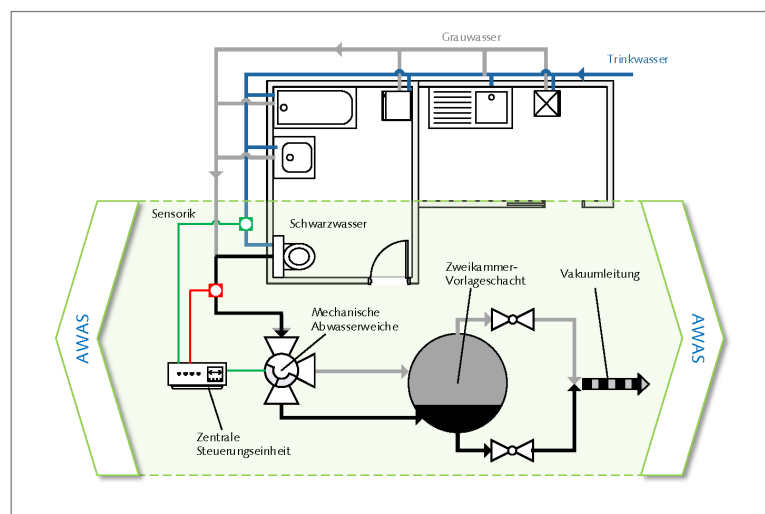 Grauwasser
Trinkwasser
Sensorik
Schwarzwasser
Zweikammer-
Vorlageschacht
Vakuumleitung
Mechanische
Abwasserweiche
AWAS
AWAS
Zentrale
Steuerungseinheit